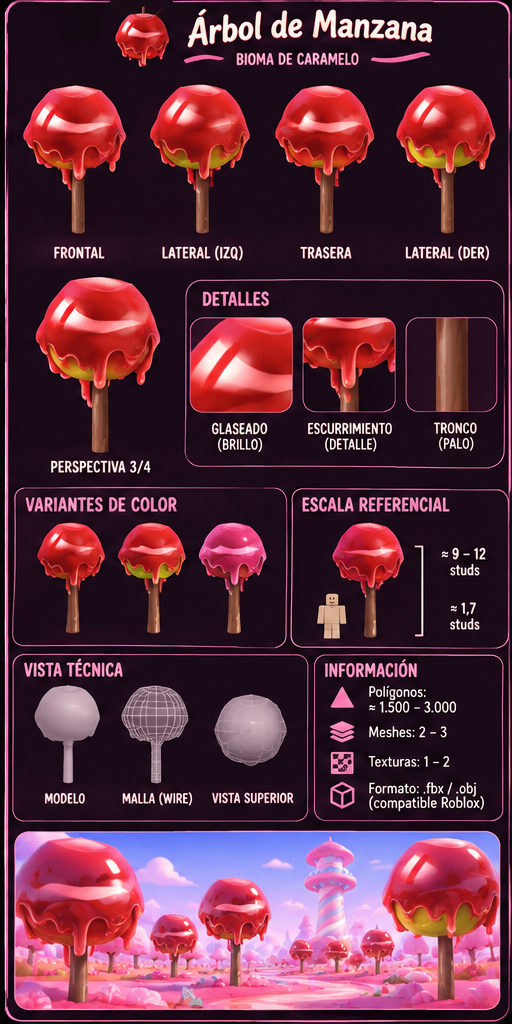 Árbol de Manzana
BIOMA DE CARAMELO
FRONTAL
LATERAL (IZQ)
TRASERA
LATERAL (DER)
PERSPECTIVA 3/4
DETALLES
GLASEADO
(BRILLO)
ESCURRIMIENTO
(DETALLE)
TRONCO
(PALO)
VARIANTES DE COLOR
ESCALA REFERENCIAL
≈ 9 – 12
studs
≈ 1,7
studs
VISTA TÉCNICA
MODELO
MALLA (WIRE)
VISTA SUPERIOR
INFORMACIÓN
Polígonos:
≈ 1.500 – 3.000
Meshes: 2 – 3
Texturas: 1 – 2
Formato: .fbx / .obj
(compatible Roblox)